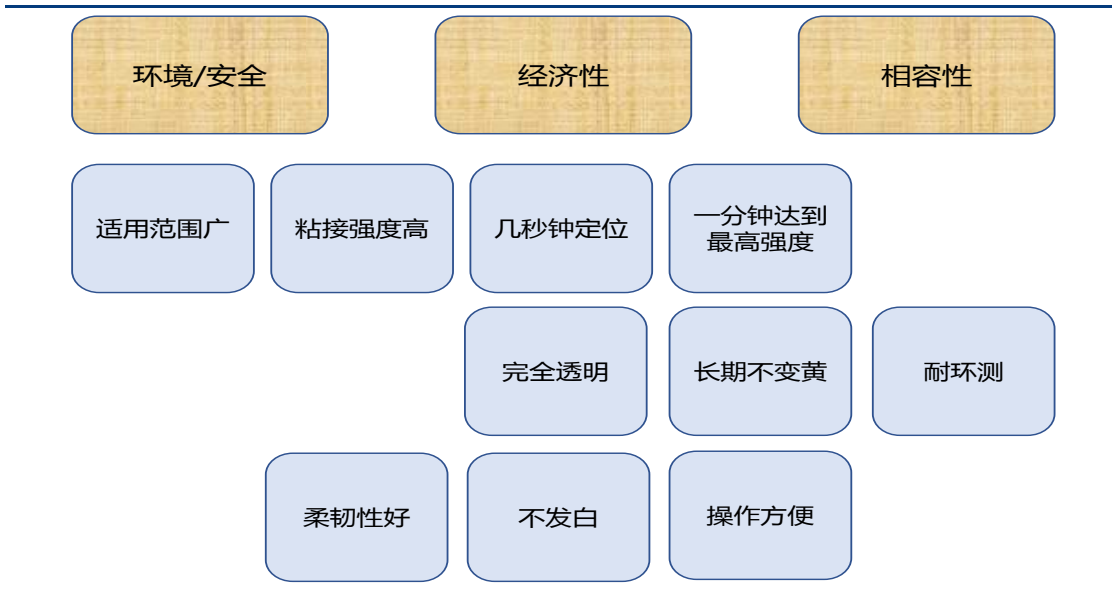 环境/安全
经济性
相容性
适用范围广
粘接强度高
几秒钟定位
一分钟达到
最高强度
完全透明
长期不变黄
耐环测
柔韧性好
不发白
操作方便